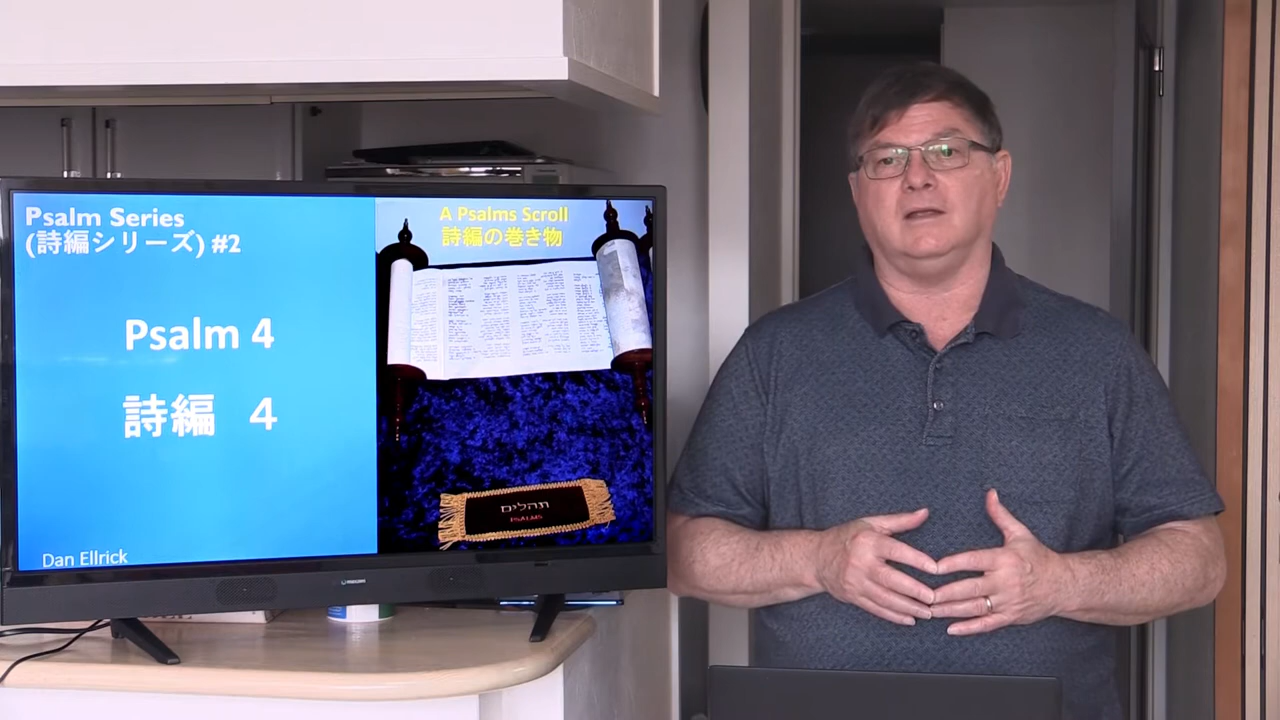 Psalm Series
(詩編シリーズ) #2
Psalm 4
詩編　４
Dan Ellrick
A Psalms Scroll
詩編の巻き物
תהלים
PSALMS